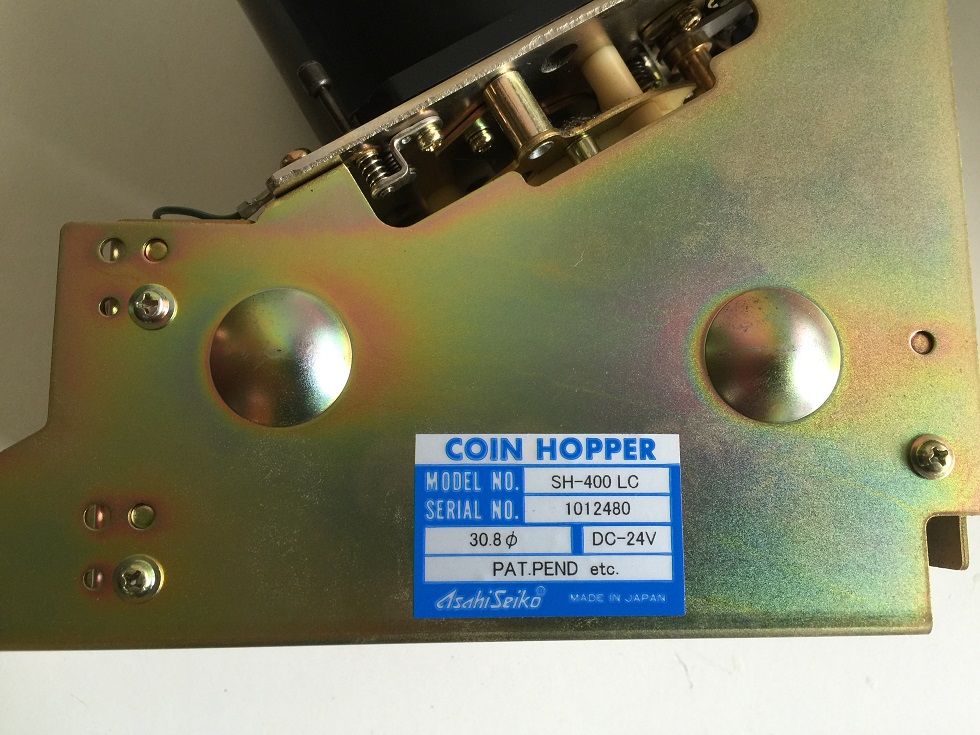 COIN HOPPER
MODEL NO. SH-400 LC
SERIAL NO. 1012480
30.8φ DC-24V
PAT.PEND etc.
AsahiSeiko MADE IN JAPAN